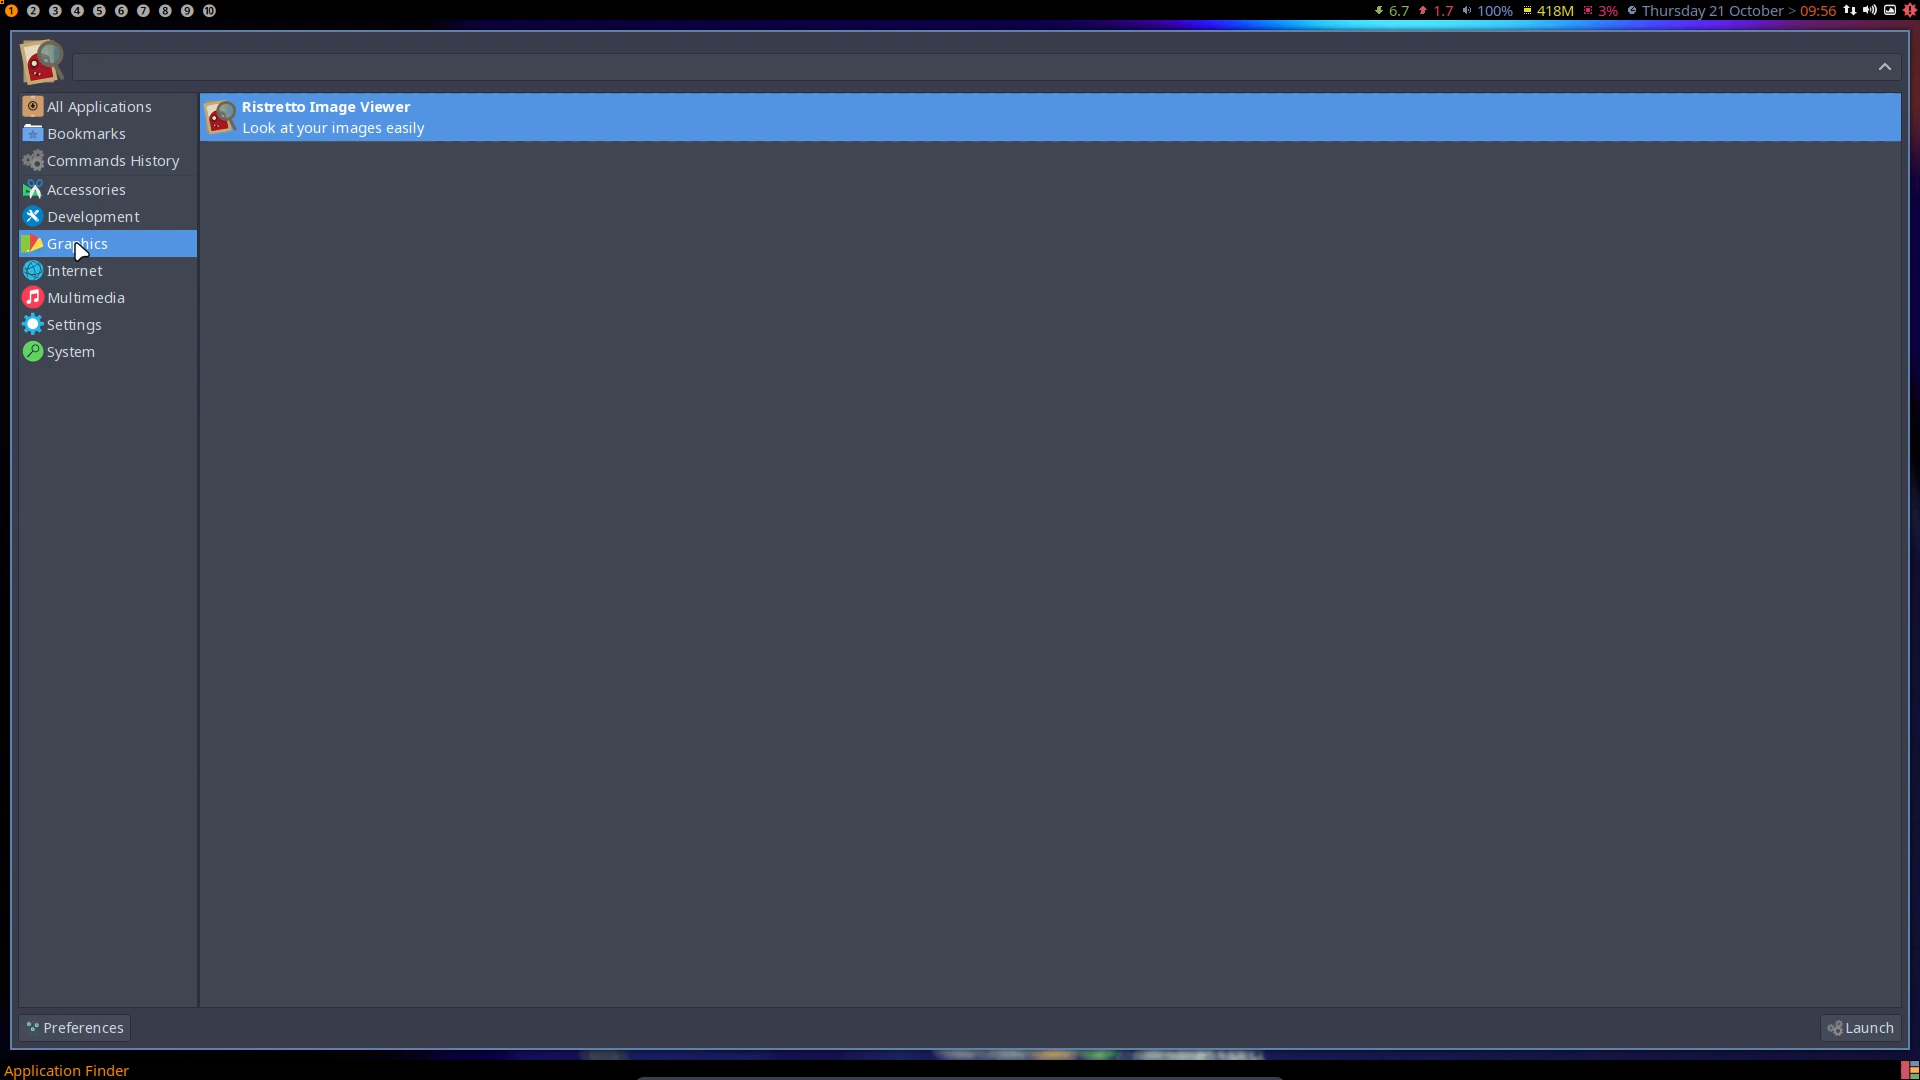 1 2 3 4 5 6 7 8 9 10
6.7 1.7 100% 418M 3% Thursday 21 October > 09:56
All Applications
Bookmarks
Commands History
Accessories
Development
Graphics
Internet
Multimedia
Settings
System
Ristretto Image Viewer
Look at your images easily
Preferences
Launch
Application Finder